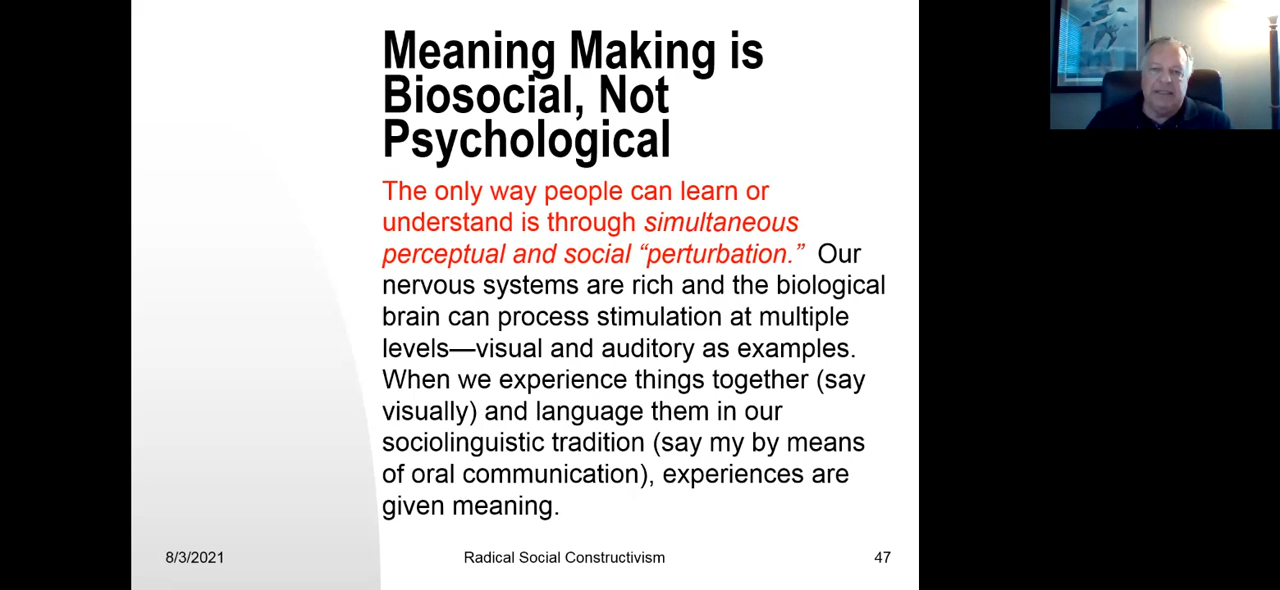 Meaning Making is
Biosocial, Not
Psychological
The only way people can learn or
understand is through simultaneous
perceptual and social “perturbation.” Our
nervous systems are rich and the biological
brain can process stimulation at multiple
levels—visual and auditory as examples.
When we experience things together (say
visually) and language them in our
sociolinguistic tradition (say my by means
of oral communication), experiences are
given meaning.
8/3/2021
Radical Social Constructivism
47